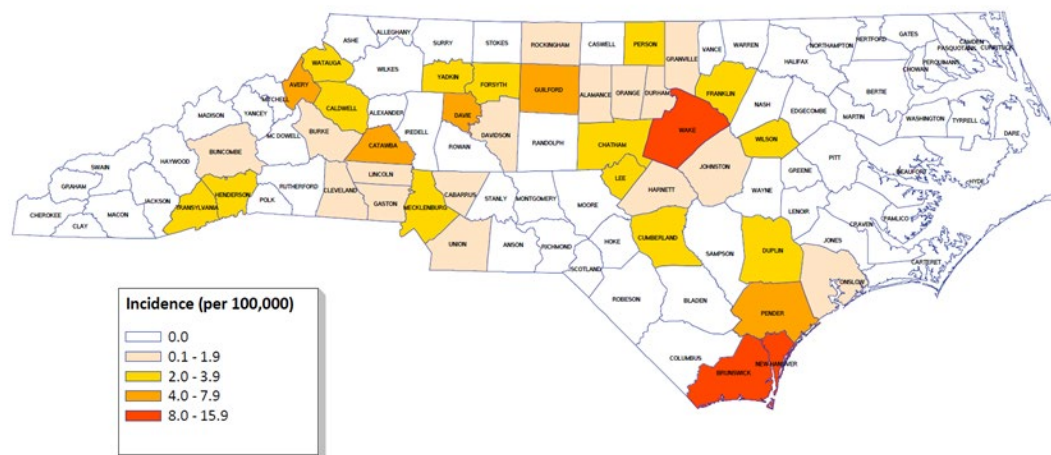 ALLEGHANY
ASHE
SURRY
STOKES
ROCKINGHAM
CASWELL
PERSON
GRANVILLE
VANCE
WARREN
NORTHAMPTON
HERTFORD
GATES
CAMDEN
PASQUOTANK
CURRITUCK
PERQUIMANS
CHOWAN
WATAUGA
WILKES
YADKIN
FORSYTH
GUILFORD
ALAMANCE
ORANGE
DURHAM
FRANKLIN
HALIFAX
BERTIE
AVERY
MITCHELL
CALDWELL
ALEXANDER
DAVIE
NASH
EDGECOMBE
MARTIN
WASHINGTON
TYRRELL
DARE
MADISON
YANCEY
BURKE
IREDELL
DAVIDSON
RANDOLPH
CHATHAM
WAKE
WILSON
MC DOWELL
CATAWBA
ROWAN
PITT
BEAUFORT
HYDE
HAYWOOD
BUNCOMBE
LINCOLN
LEE
JOHNSTON
GREENE
SWAIN
GRAHAM
RUTHERFORD
CLEVELAND
GASTON
CABARRUS
STANLY
MONTGOMERY
MOORE
HARNETT
WAYNE
LENOIR
CRAVEN
PAMLICO
JACKSON
HENDERSON
TRANSYLVANIA
POLK
MECKLENBURG
CHEROKEE
MACON
CLAY
UNION
ANSON
RICHMOND
HOKE
CUMBERLAND
SAMPSON
DUPLIN
JONES
CARTERET
SCOTLAND
ONSLOW
ROBESON
BLADEN
PENDER
COLUMBUS
BRUNSWICK
NEW HANOVER
Incidence (per 100,000)
0.0
0.1 - 1.9
2.0 - 3.9
4.0 - 7.9
8.0 - 15.9